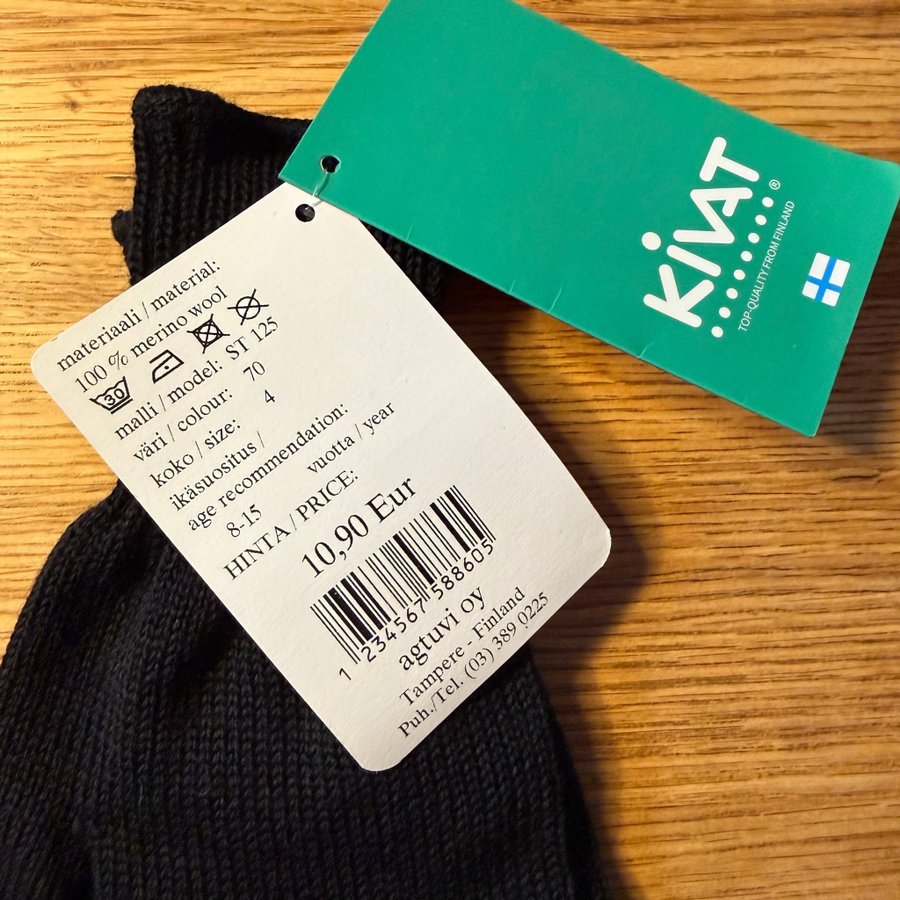 KIVAT®
TOP-QUALITY FROM FINLAND
materiaali / material:
100 % merino wool
30
malli / model: ST 125
väri / colour: 70
koko / size: 4
ikäsuositus /
age recommendation:
8-15 vuotta / year
HINTA / PRICE:
10,90 Eur
1 234567 588605
agtuvi oy
Tampere - Finland
Puh./Tel. (03) 389 0225